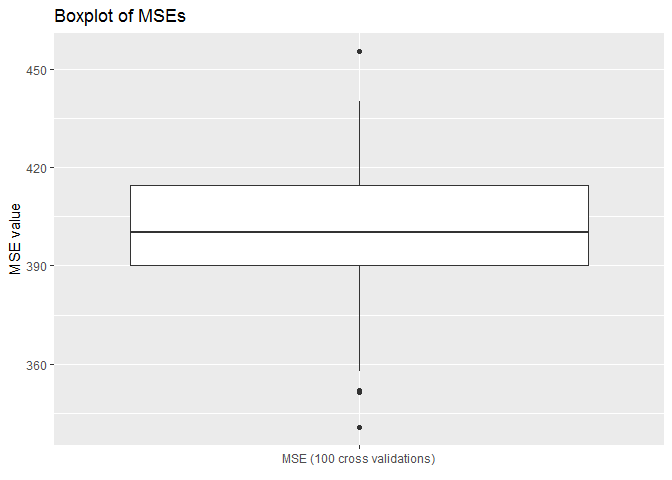 Boxplot of MSEs
MSE value
450
420
390
360
MSE (100 cross validations)